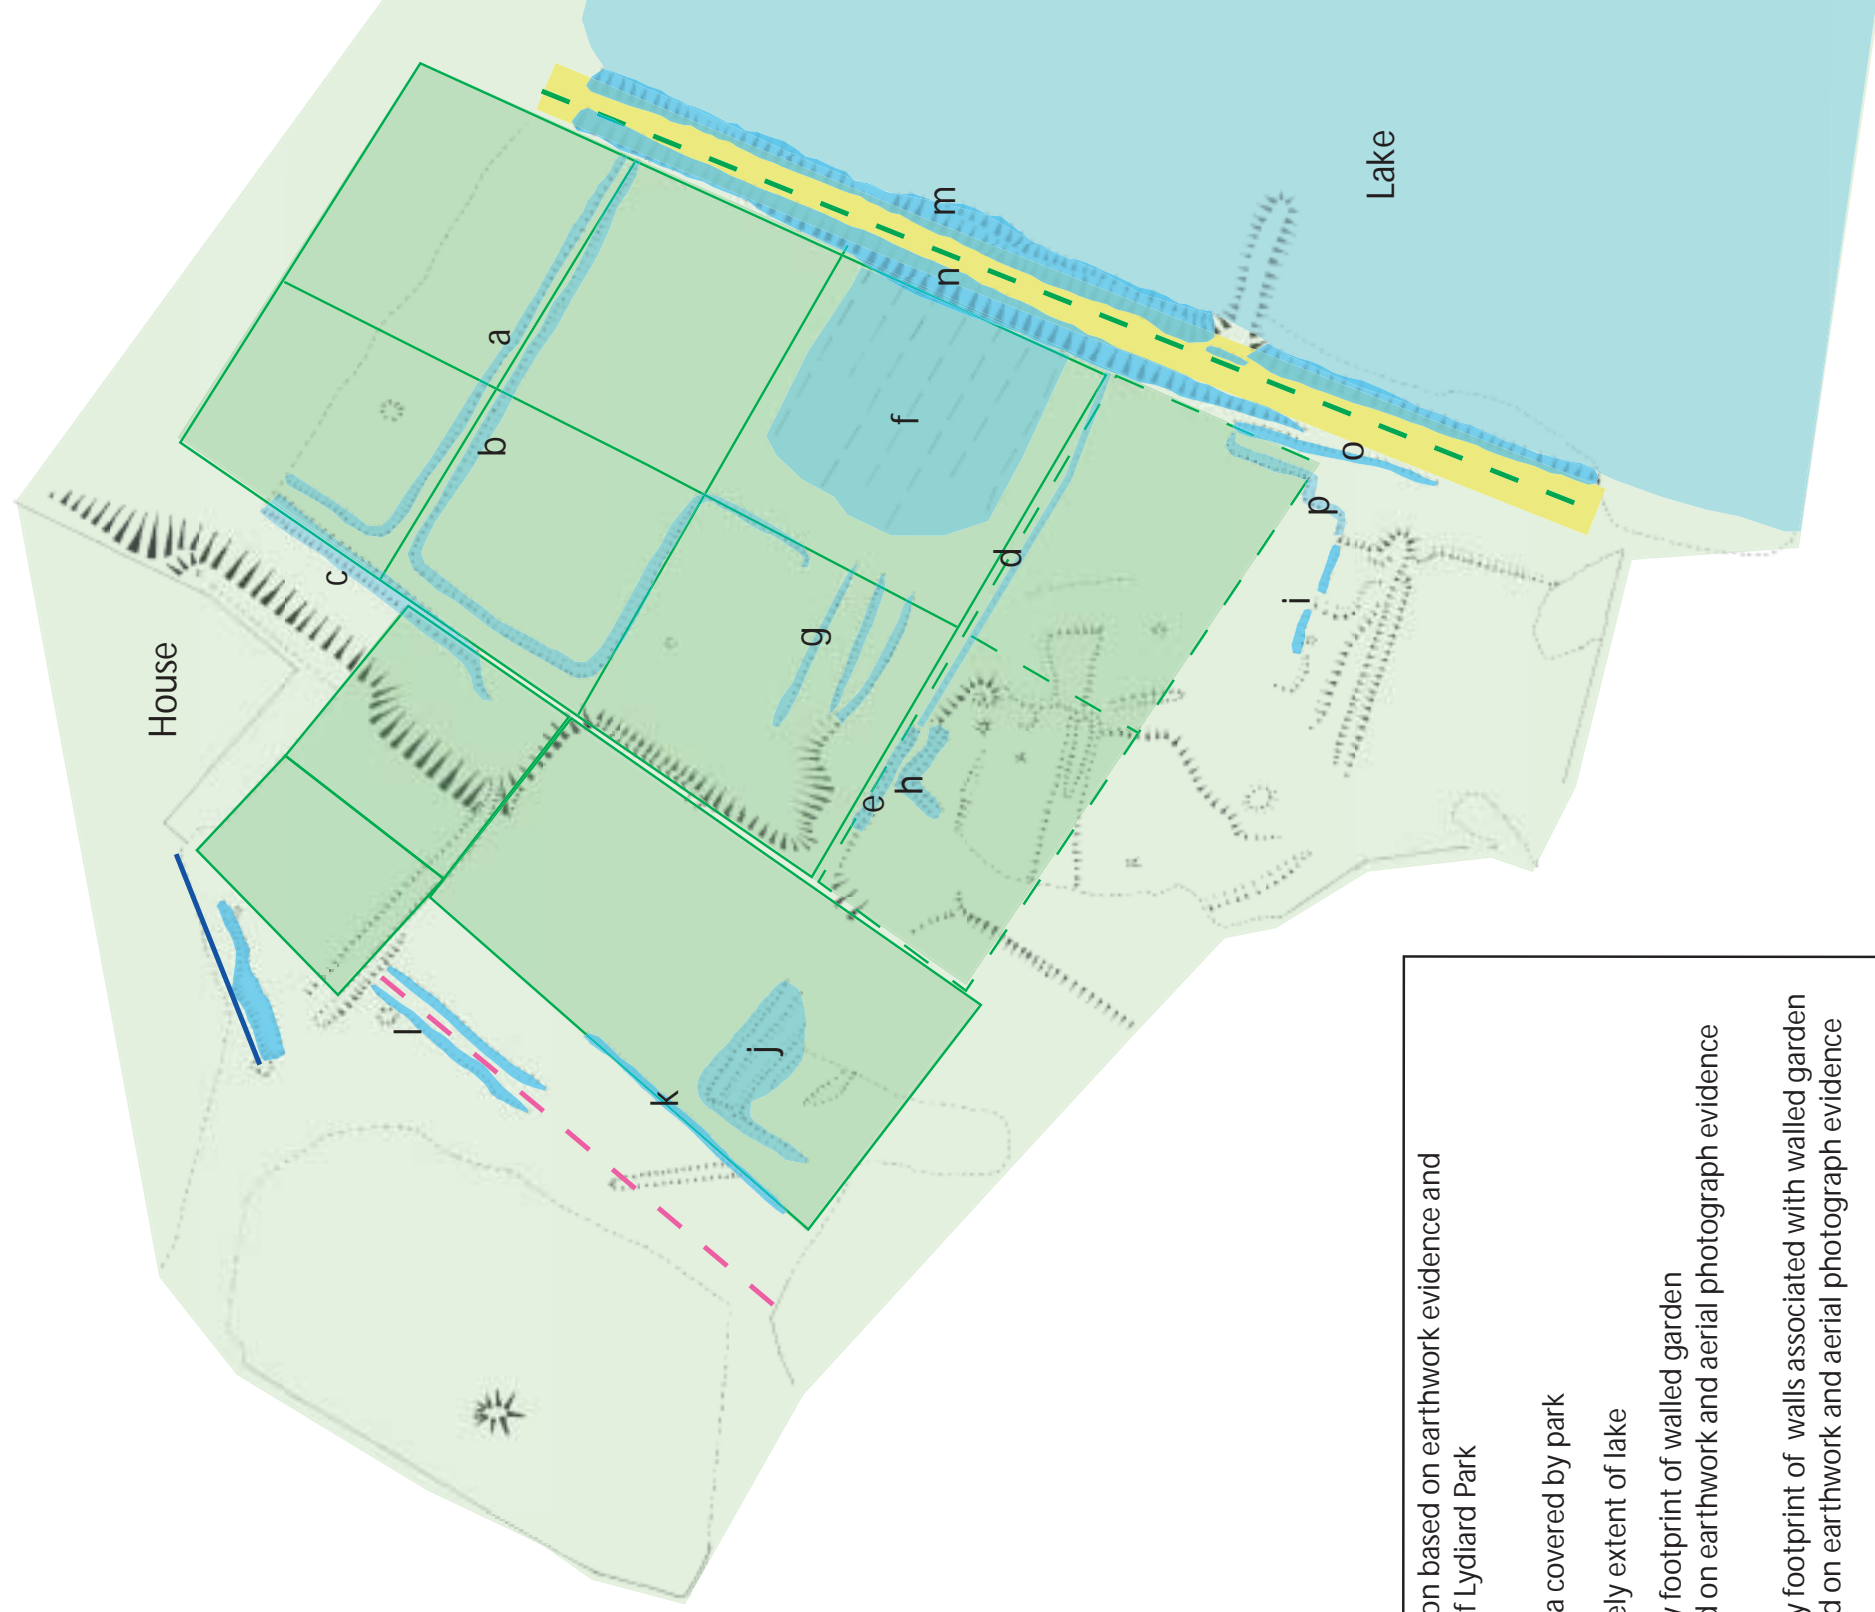 House
Lake
a
b
c
d
e
f
g
h
i
j
k
l
m
n
o
p
based on earthwork evidence and
Lydiard Park
covered by park
extent of lake
footprint of walled garden
on earthwork and aerial photograph evidence
footprint of walls associated with walled garden
on earthwork and aerial photograph evidence